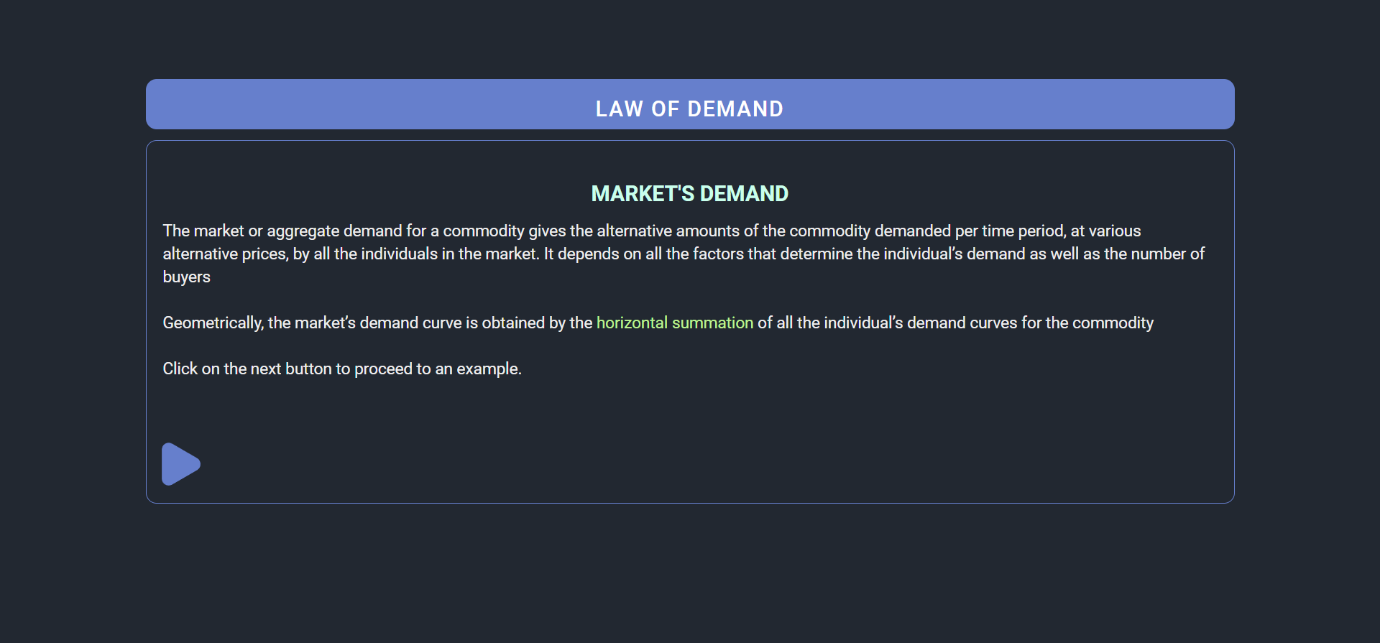 LAW OF DEMAND
MARKET'S DEMAND
The market or aggregate demand for a commodity gives the alternative amounts of the commodity demanded per time period, at various
alternative prices, by all the individuals in the market. It depends on all the factors that determine the individual’s demand as well as the number of
buyers
Geometrically, the market’s demand curve is obtained by the horizontal summation of all the individual’s demand curves for the commodity
Click on the next button to proceed to an example.